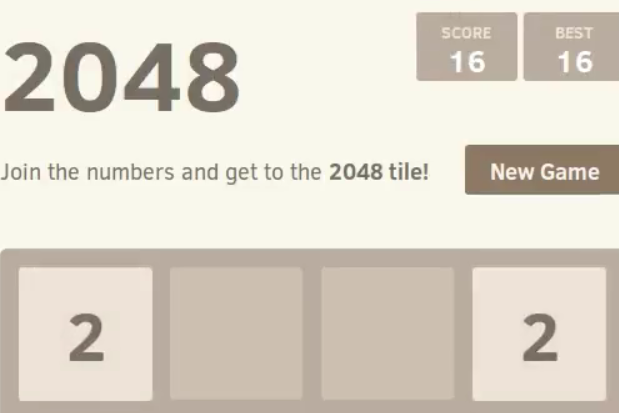 2048
SCORE
16
BEST
16
Join the numbers and get to the 2048 tile!
New Game
2
2